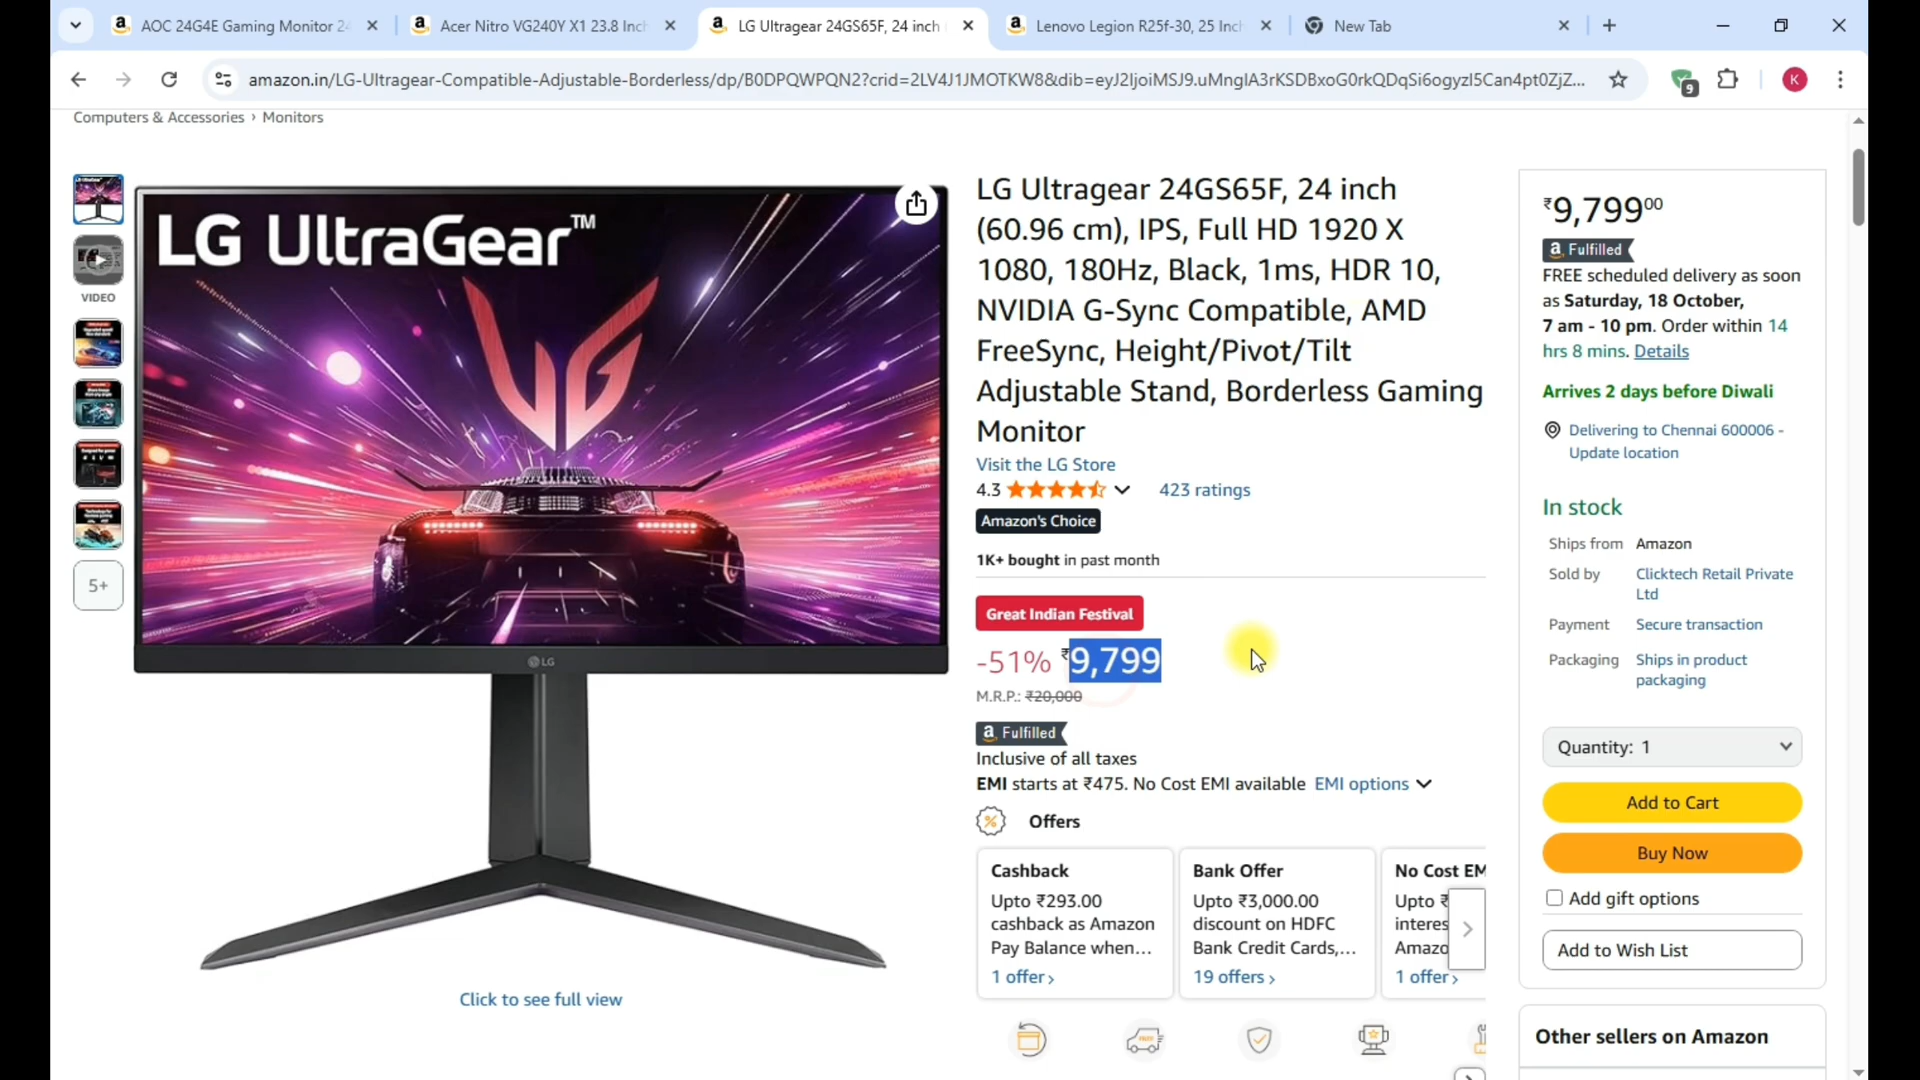 AOC 24G4E Gaming Monitor 24
Acer Nitro VG240Y X1 23.8 Inch
LG Ultragear 24GS65F, 24 inch
Lenovo Legion R25f-30, 25 Inch
New Tab
amazon.in/LG-Ultragear-Compatible-Adjustable-Borderless/dp/B0DPQWPQN2?crid=2LV4J1JMOTKW8&dib=eyJ2IjoiMSJ9.uMngIA3rKSDBxoG0rkQDqSi6ogyzI5Can4pt0ZjZ...
9
K
Computers & Accessories › Monitors
VIDEO
5+
LG UltraGear™
LG
Click to see full view
LG Ultragear 24GS65F, 24 inch
(60.96 cm), IPS, Full HD 1920 X
1080, 180Hz, Black, 1ms, HDR 10,
NVIDIA G-Sync Compatible, AMD
FreeSync, Height/Pivot/Tilt
Adjustable Stand, Borderless Gaming
Monitor
Visit the LG Store
4.3 423 ratings
Amazon's Choice
1K+ bought in past month
Great Indian Festival
-51% ₹9,799
M.R.P.: ₹20,000
a Fulfilled
Inclusive of all taxes
EMI starts at ₹475. No Cost EMI available EMI options
Offers
Cashback
Upto ₹293.00
cashback as Amazon
Pay Balance when...
1 offer ›
Bank Offer
Upto ₹3,000.00
discount on HDFC
Bank Credit Cards,...
19 offers ›
No Cost EM
Upto ₹
interes
Amazo
1 offer ›
₹9,79900
a Fulfilled
FREE scheduled delivery as soon
as Saturday, 18 October,
7 am - 10 pm. Order within 14
hrs 8 mins. Details
Arrives 2 days before Diwali
Delivering to Chennai 600006 -
Update location
In stock
Ships from Amazon
Sold by Clicktech Retail Private
Ltd
Payment Secure transaction
Packaging Ships in product
packaging
Quantity: 1
Add to Cart
Buy Now
Add gift options
Add to Wish List
Other sellers on Amazon